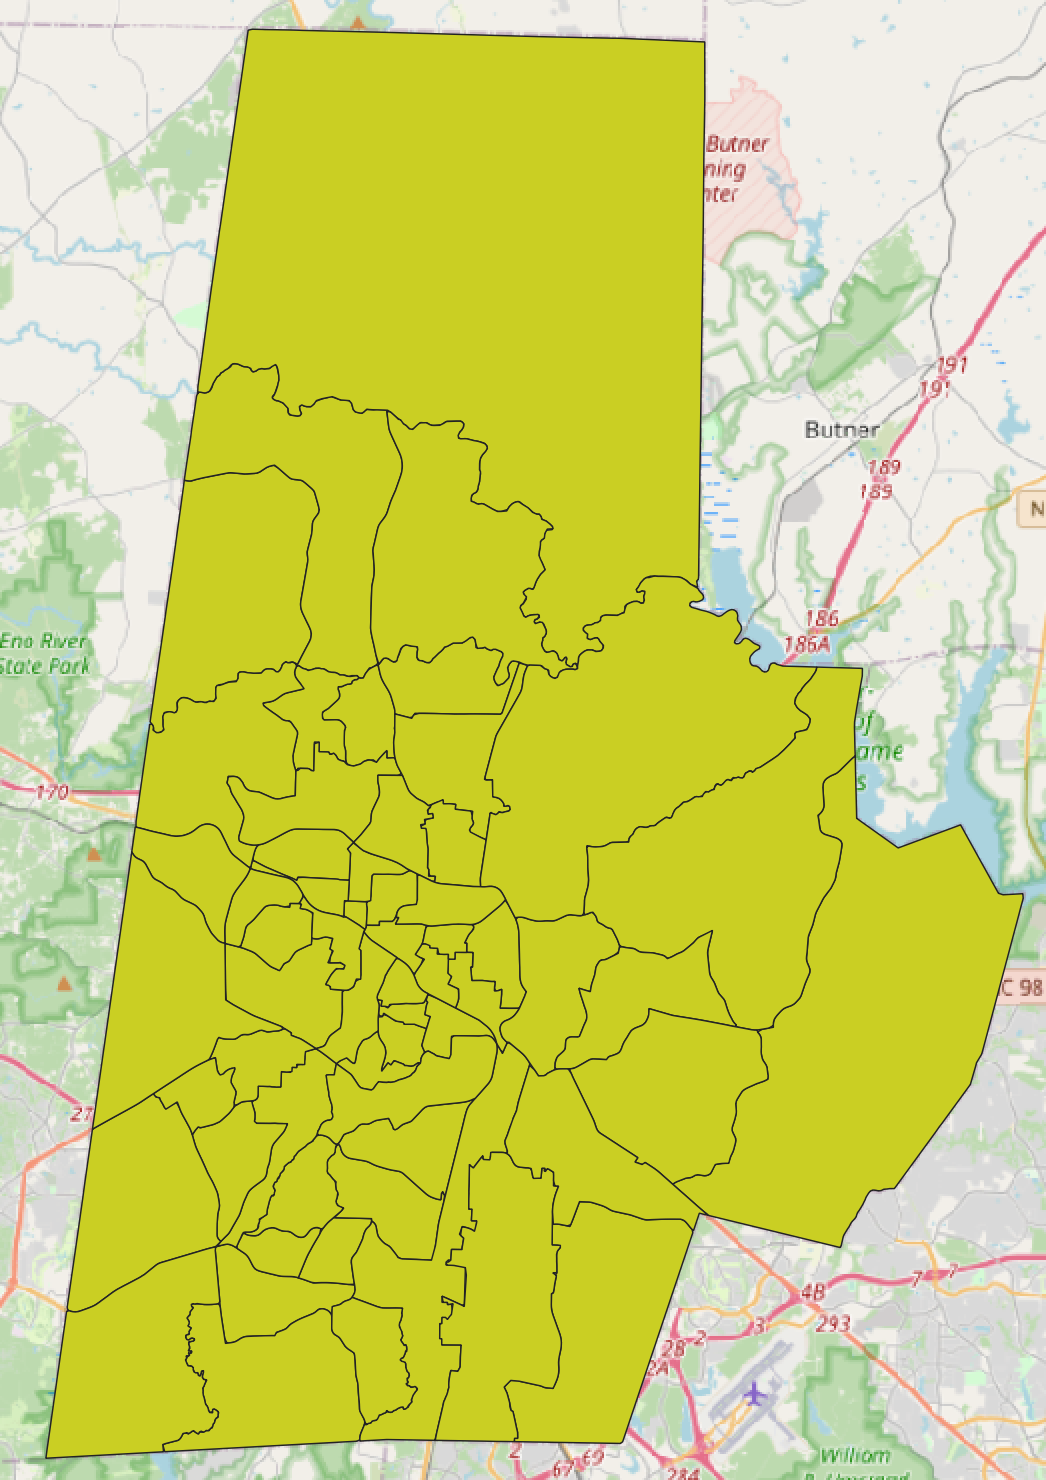 Butner
ning
nter
191
191
Butner
189
189
N
186
186A
Eno River
State Park
of
ame
s
170
C 98
27
7
7
4B
3
293
2
28
2A
2
67
69
284
William